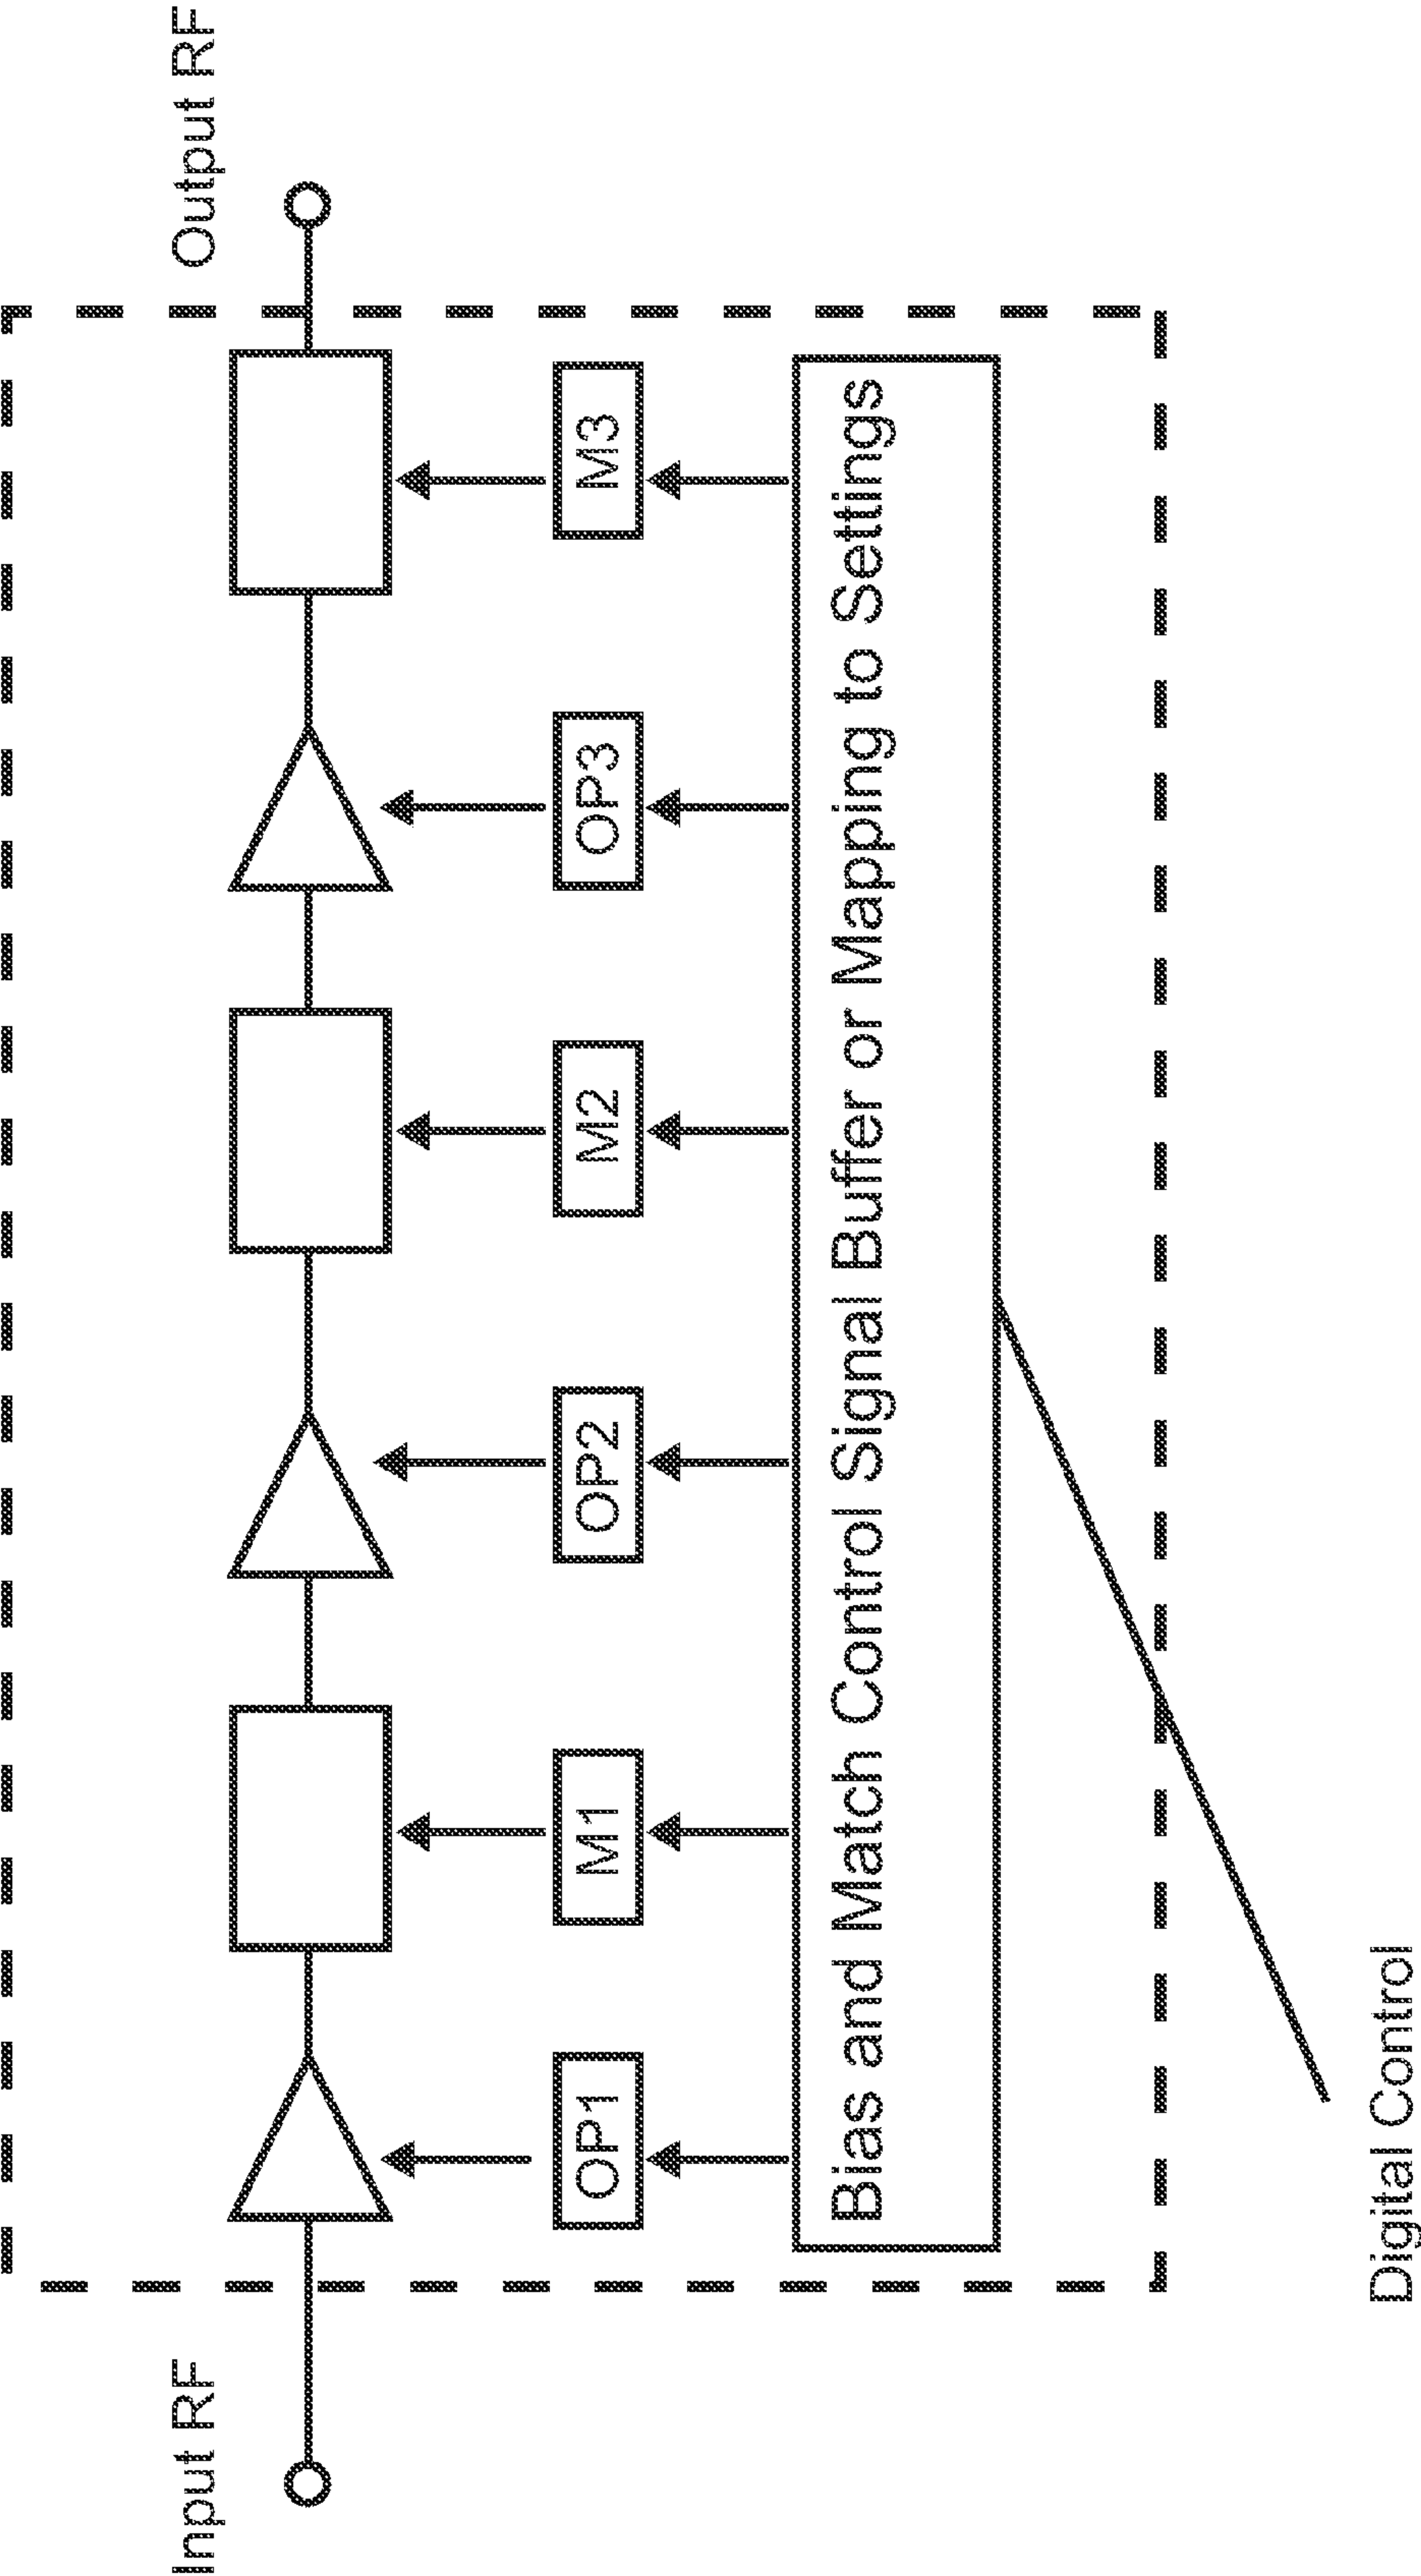 Input RF
Output RF
OP1
M1
OP2
M2
OP3
M3
Bias and Match Control Signal Buffer or Mapping to Settings
Digital Control